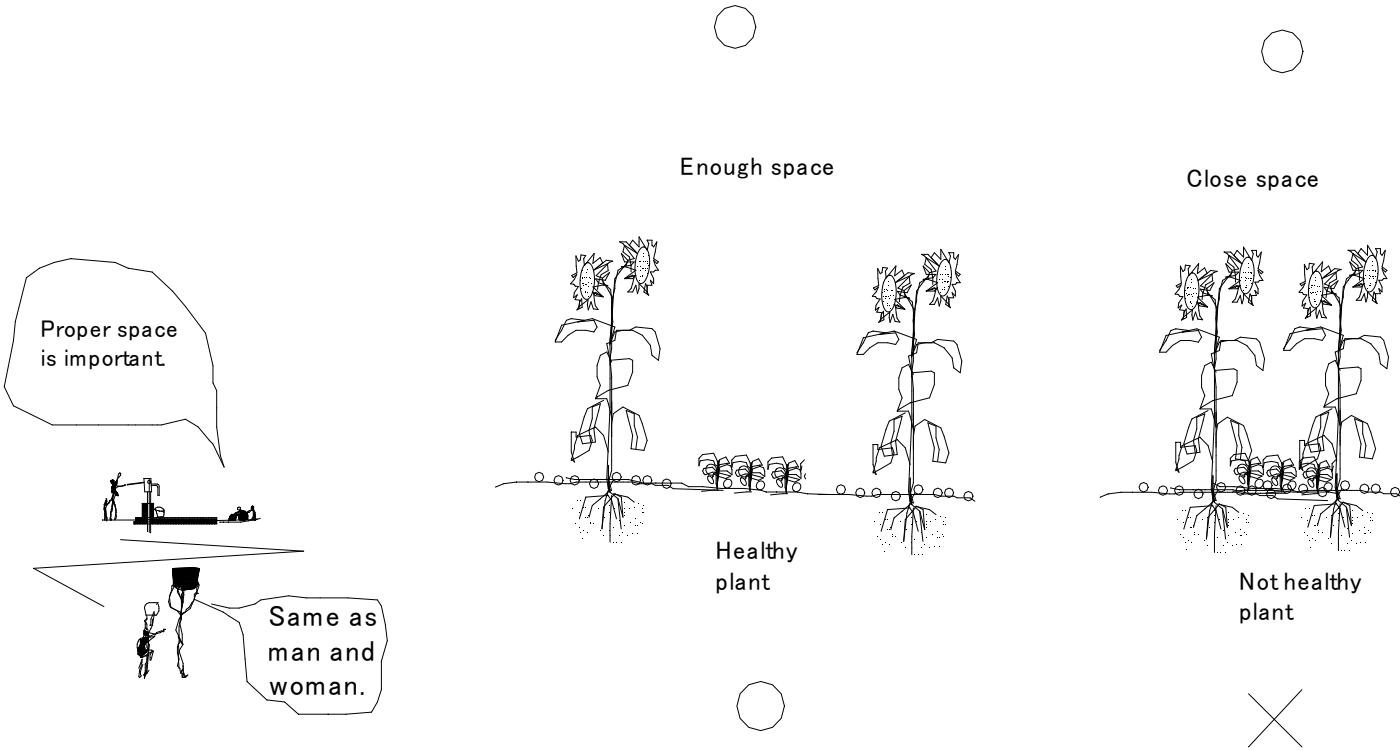 Proper space
is important.
Same as
man and
woman.
Enough space
Healthy
plant
Close space
Not healthy
plant